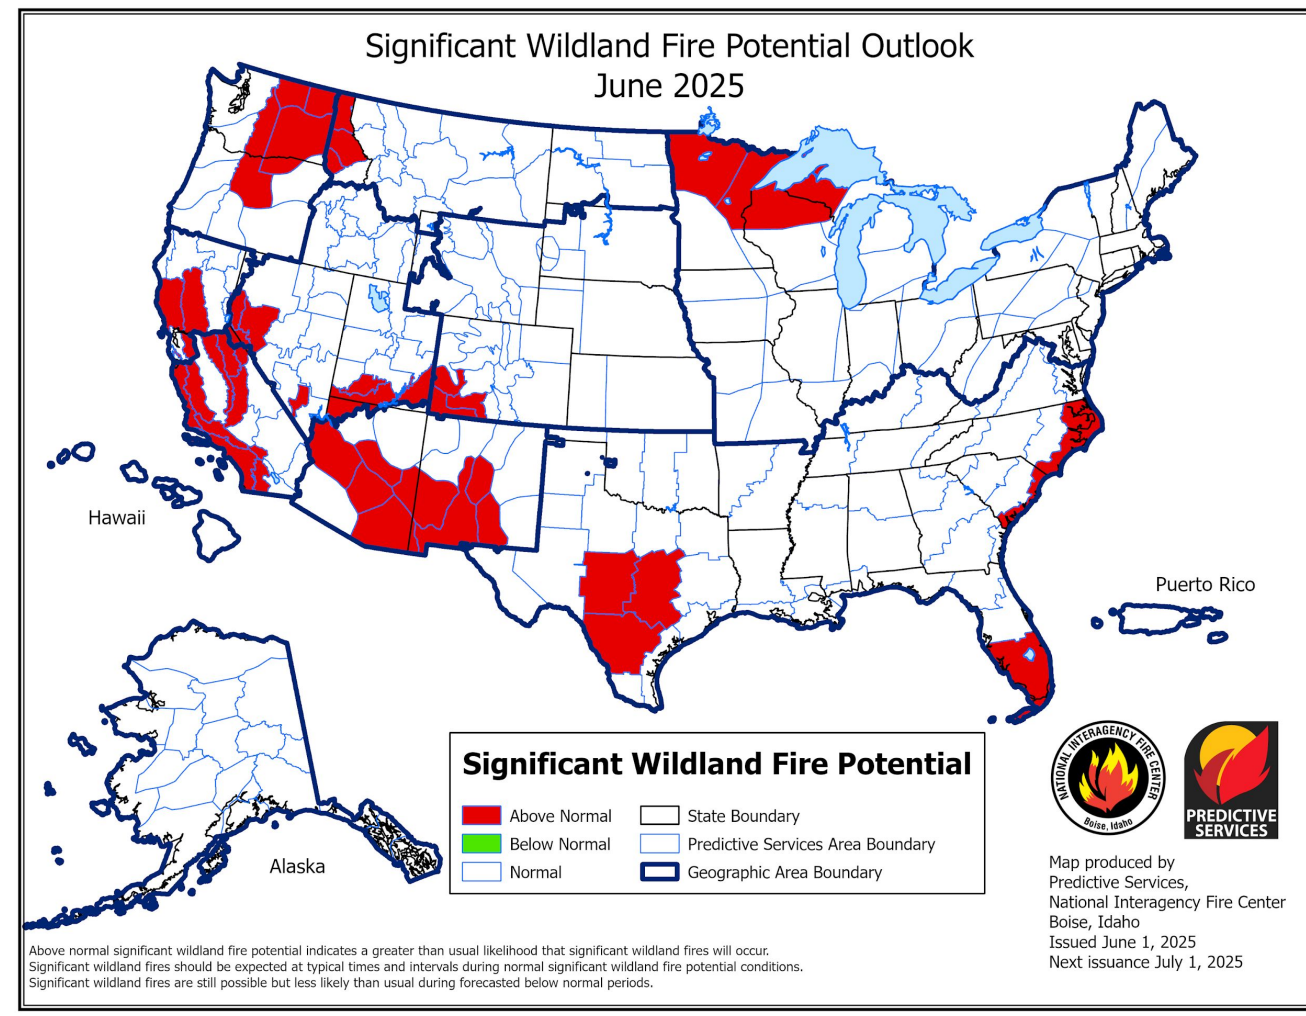 Significant Wildland Fire Potential Outlook
June 2025
Hawaii
Puerto Rico
Alaska
Significant Wildland Fire Potential
Above Normal
Below Normal
Normal
State Boundary
Predictive Services Area Boundary
Geographic Area Boundary
NATIONAL INTERAGENCY FIRE CENTER
Boise, Idaho
PREDICTIVE
SERVICES
Map produced by
Predictive Services,
National Interagency Fire Center
Boise, Idaho
Issued June 1, 2025
Next issuance July 1, 2025
Above normal significant wildland fire potential indicates a greater than usual likelihood that significant wildland fires will occur.
Significant wildland fires should be expected at typical times and intervals during normal significant wildland fire potential conditions.
Significant wildland fires are still possible but less likely than usual during forecasted below normal periods.